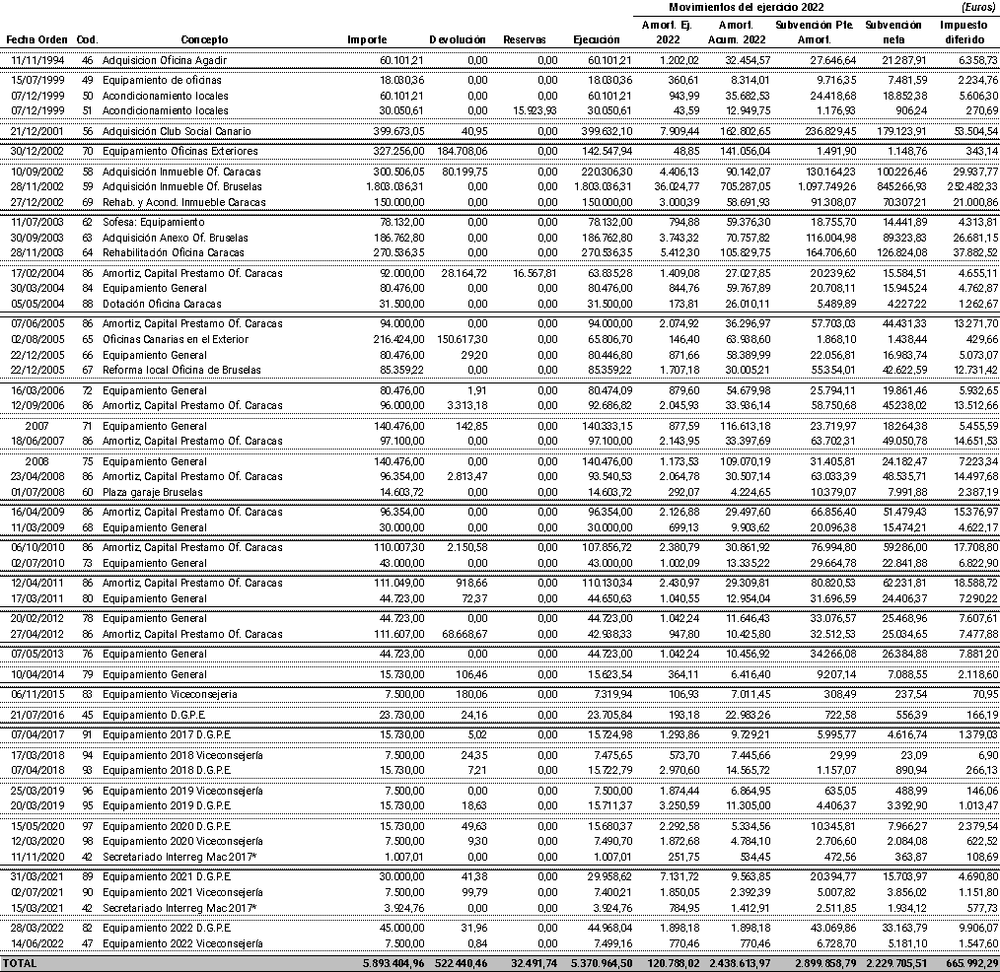 Movimientos del ejercicio 2022 (Euros)
Amort. Ej. Amort. Subvención Pte. Subvención Impuesto
Fecha Orden Cod. Concepto Importe Devolución Reservas Ejecución 2022 Acum. 2022 Amort. neta diferido
11/11/1994 46 Adquisicion Oficina Agadir 60.101,21 0,00 0,00 60.101,21 1.202,02 32.454,57 27.646,64 21.287,91 6.358,73
15/07/1999 49 Equipamiento de oficinas 18.030,36 0,00 0,00 18.030,36 360,61 8.314,01 9.716,35 7.481,59 2.234,76
07/12/1999 50 Acondicionamiento locales 60.101,21 0,00 0,00 60.101,21 943,99 35.682,53 24.418,68 18.852,38 5.606,30
07/12/1999 51 Acondicionamiento locales 30.050,61 0,00 15.923,93 30.050,61 43,59 12.949,75 1.176,93 906,24 270,69
21/12/2001 56 Adquisición Club Social Canario 399.673,05 40,95 0,00 399.632,10 7.909,44 162.802,65 236.829,45 179.123,91 53.504,54
30/12/2002 70 Equipamiento Oficinas Exteriores 327.256,00 184.708,06 0,00 142.547,94 48,85 141.056,04 1.491,90 1.148,76 343,14
10/09/2002 58 Adquisición Inmueble Of. Caracas 300.506,05 80.199,75 0,00 220.306,30 4.406,13 90.142,07 130.164,23 100.226,46 29.937,77
28/11/2002 59 Adquisición Inmueble Of. Bruselas 1.803.036,31 0,00 0,00 1.803.036,31 36.024,77 705.287,05 1.097.749,26 845.266,93 252.482,33
27/12/2002 69 Rehab. y Acond. Inmueble Caracas 150.000,00 0,00 0,00 150.000,00 3.000,39 58.691,93 91.308,07 70.307,21 21.000,86
11/07/2003 62 Sofesa: Equipamiento 78.132,00 0,00 0,00 78.132,00 794,88 59.376,30 18.755,70 14.441,89 4.313,81
30/09/2003 63 Adquisición Anexo Of. Bruselas 186.762,80 0,00 0,00 186.762,80 3.743,32 70.757,82 116.004,98 89.323,83 26.681,15
28/11/2003 64 Rehabilitación Oficina Caracas 270.536,35 0,00 0,00 270.536,35 5.412,30 105.829,75 164.706,60 126.824,08 37.882,52
17/02/2004 86 Amortiz, Capital Prestamo Of. Caracas 92.000,00 28.164,72 16.567,81 63.835,28 1.409,08 27.027,85 20.239,62 15.584,51 4.655,11
30/03/2004 84 Equipamiento General 80.476,00 0,00 0,00 80.476,00 844,76 59.767,89 20.708,11 15.945,24 4.762,87
05/05/2004 88 Dotación Oficina Caracas 31.500,00 0,00 0,00 31.500,00 173,81 26.010,11 5.489,89 4.227,22 1.262,67
07/06/2005 86 Amortiz, Capital Prestamo Of. Caracas 94.000,00 0,00 0,00 94.000,00 2.074,92 36.296,97 57.703,03 44.431,33 13.271,70
02/08/2005 65 Oficinas Canarias en el Exterior 216.424,00 150.617,30 0,00 65.806,70 146,40 63.938,60 1.868,10 1.438,44 429,66
22/12/2005 66 Equipamiento General 80.476,00 29,20 0,00 80.446,80 871,66 58.389,99 22.056,81 16.983,74 5.073,07
22/12/2005 67 Reforma local Oficina de Bruselas 85.359,22 0,00 0,00 85.359,22 1.707,18 30.005,21 55.354,01 42.622,59 12.731,42
16/03/2006 72 Equipamiento General 80.476,00 1,91 0,00 80.474,09 879,60 54.679,98 25.794,11 19.861,46 5.932,65
12/09/2006 86 Amortiz, Capital Prestamo Of. Caracas 96.000,00 3.313,18 0,00 92.686,82 2.045,93 33.936,14 58.750,68 45.238,02 13.512,66
2007 71 Equipamiento General 140.476,00 142,85 0,00 140.333,15 877,59 116.613,18 23.719,97 18.264,38 5.455,59
18/06/2007 86 Amortiz, Capital Prestamo Of. Caracas 97.100,00 0,00 0,00 97.100,00 2.143,95 33.397,69 63.702,31 49.050,78 14.651,53
2008 75 Equipamiento General 140.476,00 0,00 0,00 140.476,00 1.173,53 109.070,19 31.405,81 24.182,47 7.223,34
23/04/2008 86 Amortiz, Capital Prestamo Of. Caracas 96.354,00 2.813,47 0,00 93.540,53 2.064,78 30.507,14 63.033,39 48.535,71 14.497,68
01/07/2008 60 Plaza garaje Bruselas 14.603,72 0,00 0,00 14.603,72 292,07 4.224,65 10.379,07 7.991,88 2.387,19
16/04/2009 86 Amortiz, Capital Prestamo Of. Caracas 96.354,00 0,00 0,00 96.354,00 2.126,88 29.497,60 66.856,40 51.479,43 15.376,97
11/03/2009 68 Equipamiento General 30.000,00 0,00 0,00 30.000,00 699,13 9.903,62 20.096,38 15.474,21 4.622,17
06/10/2010 86 Amortiz, Capital Prestamo Of. Caracas 110.007,30 2.150,58 0,00 107.856,72 2.380,79 30.861,92 76.994,80 59.286,00 17.708,80
02/07/2010 73 Equipamiento General 43.000,00 0,00 0,00 43.000,00 1.002,09 13.335,22 29.664,78 22.841,88 6.822,90
12/04/2011 86 Amortiz, Capital Prestamo Of. Caracas 111.049,00 918,66 0,00 110.130,34 2.430,97 29.309,81 80.820,53 62.231,81 18.588,72
17/03/2011 80 Equipamiento General 44.723,00 72,37 0,00 44.650,63 1.040,55 12.954,04 31.696,59 24.406,37 7.290,22
20/02/2012 78 Equipamiento General 44.723,00 0,00 0,00 44.723,00 1.042,24 11.646,43 33.076,57 25.468,96 7.607,61
27/04/2012 86 Amortiz, Capital Prestamo Of. Caracas 111.607,00 68.668,67 0,00 42.938,33 947,80 10.425,80 32.512,53 25.034,65 7.477,88
07/05/2013 76 Equipamiento General 44.723,00 0,00 0,00 44.723,00 1.042,24 10.456,92 34.266,08 26.384,88 7.881,20
10/04/2014 79 Equipamiento General 15.730,00 106,46 0,00 15.623,54 364,11 6.416,40 9.207,14 7.088,55 2.118,60
06/11/2015 83 Equipamiento Viceconsejeria 7.500,00 180,06 0,00 7.319,94 106,93 7.011,45 308,49 237,54 70,95
21/07/2016 45 Equipamiento D.G.P.E. 23.730,00 24,16 0,00 23.705,84 193,18 22.983,26 722,58 556,39 166,19
07/04/2017 91 Equipamiento 2017 D.G.P.E. 15.730,00 5,02 0,00 15.724,98 1.293,86 9.729,21 5.995,77 4.616,74 1.379,03
17/03/2018 94 Equipamiento 2018 Viceconsejería 7.500,00 24,35 0,00 7.475,65 573,70 7.445,66 29,99 23,09 6,90
07/04/2018 93 Equipamiento 2018 D.G.P.E. 15.730,00 7,21 0,00 15.722,79 2.970,60 14.565,72 1.157,07 890,94 266,13
25/03/2019 96 Equipamiento 2019 Viceconsejería 7.500,00 0,00 0,00 7.500,00 1.874,44 6.864,95 635,05 488,99 146,06
20/03/2019 95 Equipamiento 2019 D.G.P.E. 15.730,00 18,63 0,00 15.711,37 3.250,59 11.305,00 4.406,37 3.392,90 1.013,47
15/05/2020 97 Equipamiento 2020 D.G.P.E. 15.730,00 49,63 0,00 15.680,37 2.292,58 5.334,56 10.345,81 7.966,27 2.379,54
12/03/2020 98 Equipamiento 2020 Viceconsejería 7.500,00 9,30 0,00 7.490,70 1.872,68 4.784,10 2.706,60 2.084,08 622,52
11/11/2020 42 Secretariado Interreg Mac 2017* 1.007,01 0,00 0,00 1.007,01 251,75 534,45 472,56 363,87 108,69
31/03/2021 89 Equipamiento 2021 D.G.P.E. 30.000,00 41,38 0,00 29.958,62 7.131,72 9.563,85 20.394,77 15.703,97 4.690,80
02/07/2021 90 Equipamiento 2021 Viceconsejería 7.500,00 99,79 0,00 7.400,21 1.850,05 2.392,39 5.007,82 3.856,02 1.151,80
15/03/2021 42 Secretariado Interreg Mac 2017* 3.924,76 0,00 0,00 3.924,76 784,95 1.412,91 2.511,85 1.934,12 577,73
28/03/2022 82 Equipamiento 2022 D.G.P.E. 45.000,00 31,96 0,00 44.968,04 1.898,18 1.898,18 43.069,86 33.163,79 9.906,07
14/06/2022 47 Equipamiento 2022 Viceconsejería 7.500,00 0,84 0,00 7.499,16 770,46 770,46 6.728,70 5.181,10 1.547,60
TOTAL 5.893.404,96 522.440,46 32.491,74 5.370.964,50 120.788,02 2.438.613,97 2.899.858,79 2.229.705,51 665.992,29